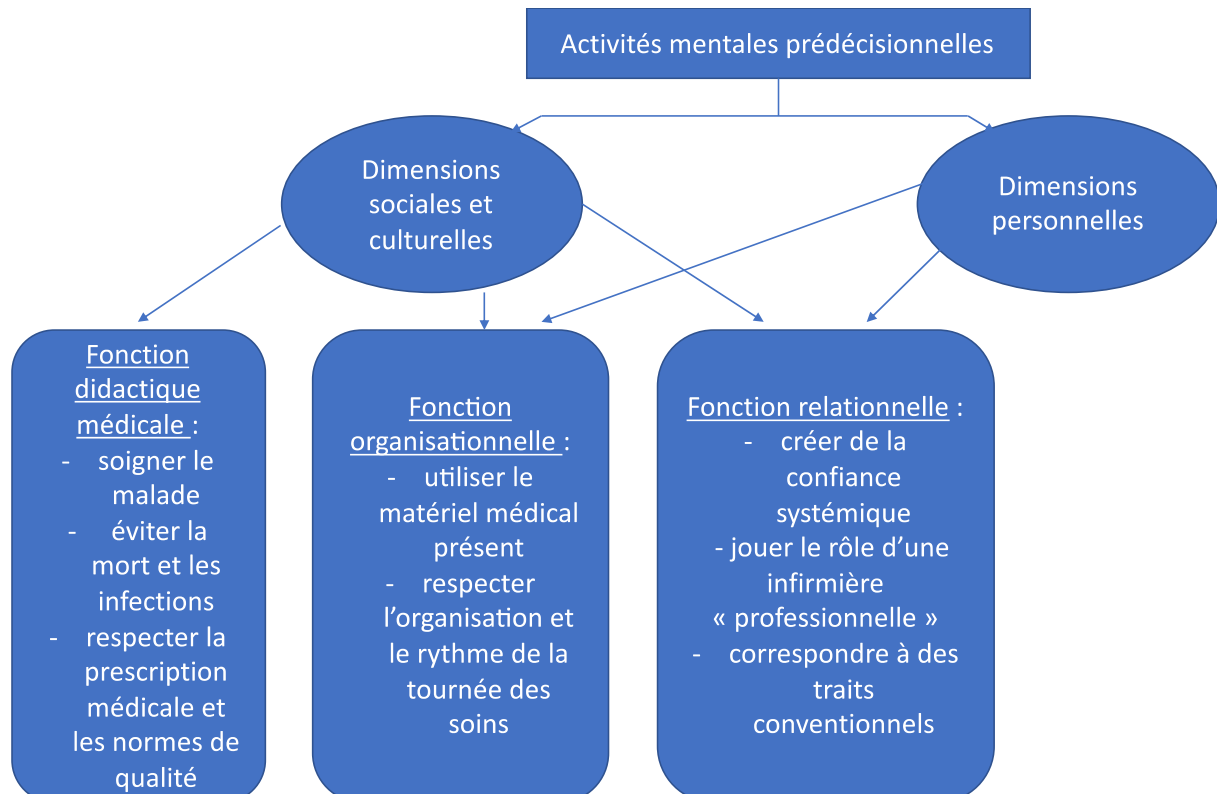 Activités mentales prédécisionnelles
Dimensions
sociales et
culturelles
Dimensions
personnelles
Fonction
didactique
médicale :
- soigner le
malade
- éviter la
mort et les
infections
- respecter la
prescription
médicale et
les normes de
qualité
Fonction
organisationnelle :
- utiliser le
matériel médical
présent
- respecter
l’organisation et
le rythme de la
tournée des
soins
Fonction relationnelle :
- créer de la
confiance
systémique
- jouer le rôle d’une
infirmière
« professionnelle »
- correspondre à des
traits
conventionnels